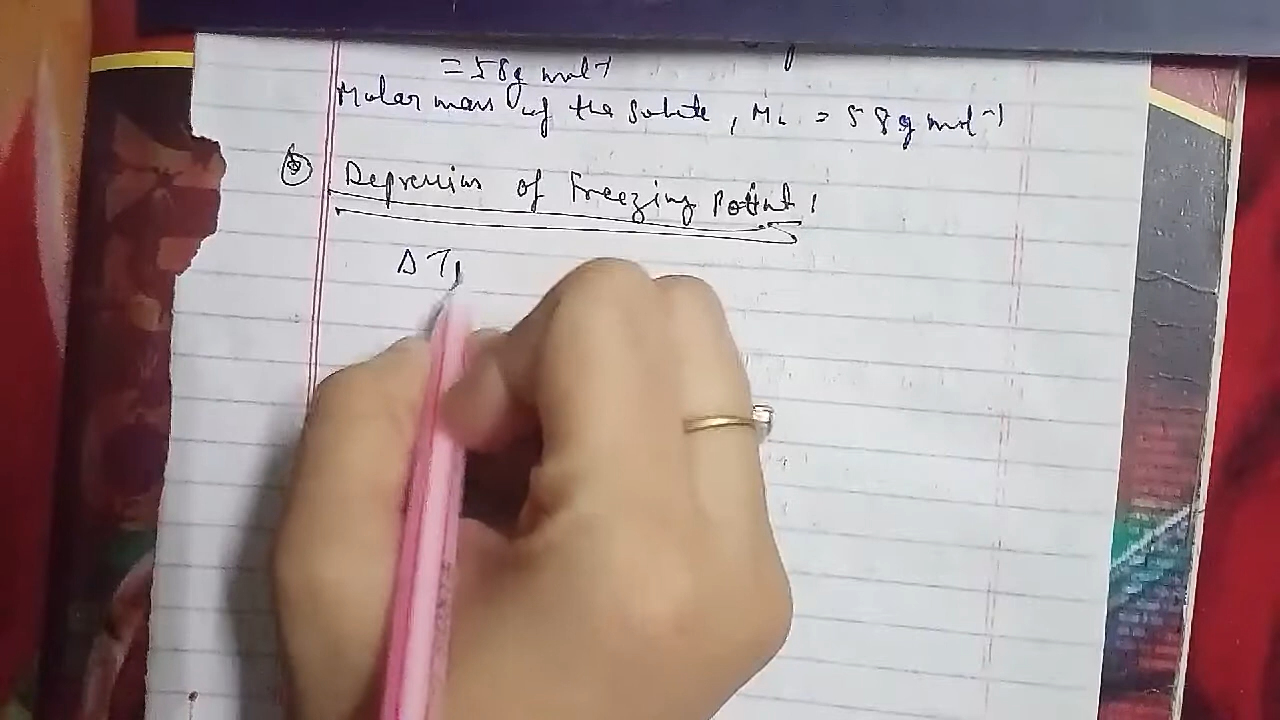 = 58g mol-1
Molar mass of the solute, M2 = 58g mol-1
Depression of Freezing Point!
ΔT